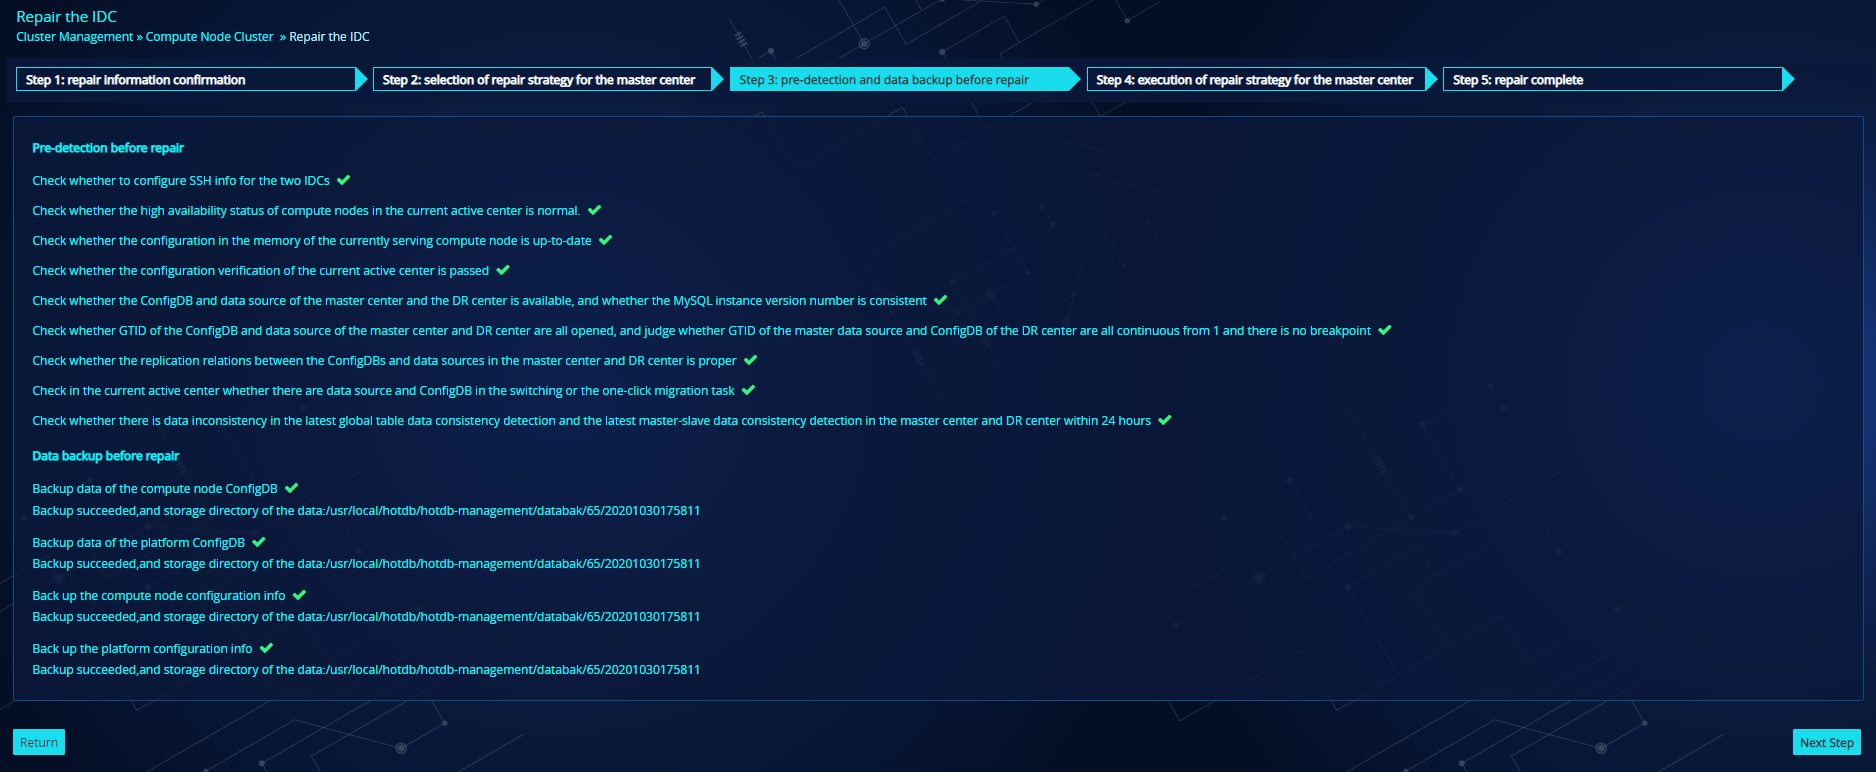 Repair the IDC
Cluster Management » Compute Node Cluster » Repair the IDC
Step 1: repair information confirmation
Step 2: selection of repair strategy for the master center
Step 3: pre-detection and data backup before repair
Step 4: execution of repair strategy for the master center
Step 5: repair complete
Pre-detection before repair
Check whether to configure SSH info for the two IDCs
Check whether the high availability status of compute nodes in the current active center is normal.
Check whether the configuration in the memory of the currently serving compute node is up-to-date
Check whether the configuration verification of the current active center is passed
Check whether the ConfigDB and data source of the master center and the DR center is available, and whether the MySQL instance version number is consistent
Check whether GTID of the ConfigDB and data source of the master center and DR center are all opened, and judge whether GTID of the master data source and ConfigDB of the DR center are all continuous from 1 and there is no breakpoint
Check whether the replication relations between the ConfigDBs and data sources in the master center and DR center is proper
Check in the current active center whether there are data source and ConfigDB in the switching or the one-click migration task
Check whether there is data inconsistency in the latest global table data consistency detection and the latest master-slave data consistency detection in the master center and DR center within 24 hours
Data backup before repair
Backup data of the compute node ConfigDB
Backup succeeded,and storage directory of the data:/usr/local/hotdb/hotdb-management/databak/65/20201030175811
Backup data of the platform ConfigDB
Backup succeeded,and storage directory of the data:/usr/local/hotdb/hotdb-management/databak/65/20201030175811
Back up the compute node configuration info
Backup succeeded,and storage directory of the data:/usr/local/hotdb/hotdb-management/databak/65/20201030175811
Back up the platform configuration info
Backup succeeded,and storage directory of the data:/usr/local/hotdb/hotdb-management/databak/65/20201030175811
Return
Next Step